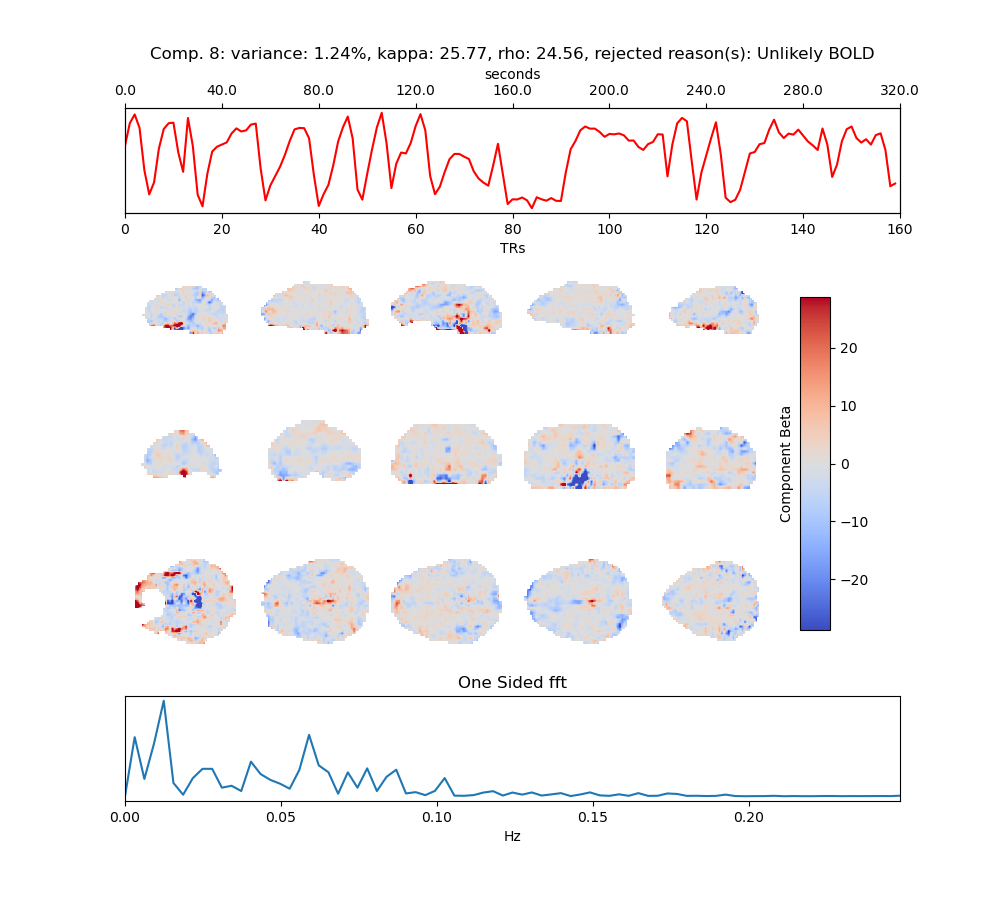 Comp. 8: variance: 1.24%, kappa: 25.77, rho: 24.56, rejected reason(s): Unlikely BOLD
seconds
0.0 40.0 80.0 120.0 160.0 200.0 240.0 280.0 320.0
0 20 40 60 80 100 120 140 160
TRs
20
10
0
−10
−20
Component Beta
One Sided fft
0.00 0.05 0.10 0.15 0.20
Hz